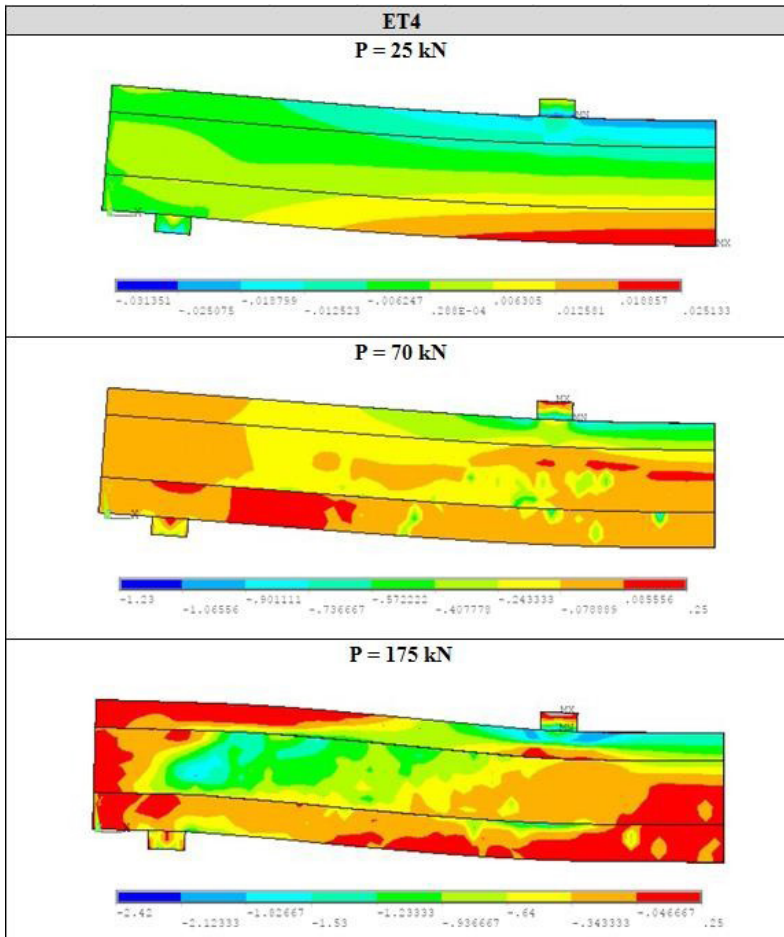 ET4
P = 25 kN
MN
X
MX
-.031351 -.018799 -.006247 .006305 .018857
-.025075 -.012523 .288E-04 .012581 .025133
P = 70 kN
MX
MN
X
-1.23 -.901111 -.572222 -.243333 .085556
-1.06556 -.736667 -.407778 -.078889 .25
P = 175 kN
MX
MN
X
-2.42 -1.82667 -1.23333 -.64 -.046667
-2.12333 -1.53 -.936667 -.343333 .25